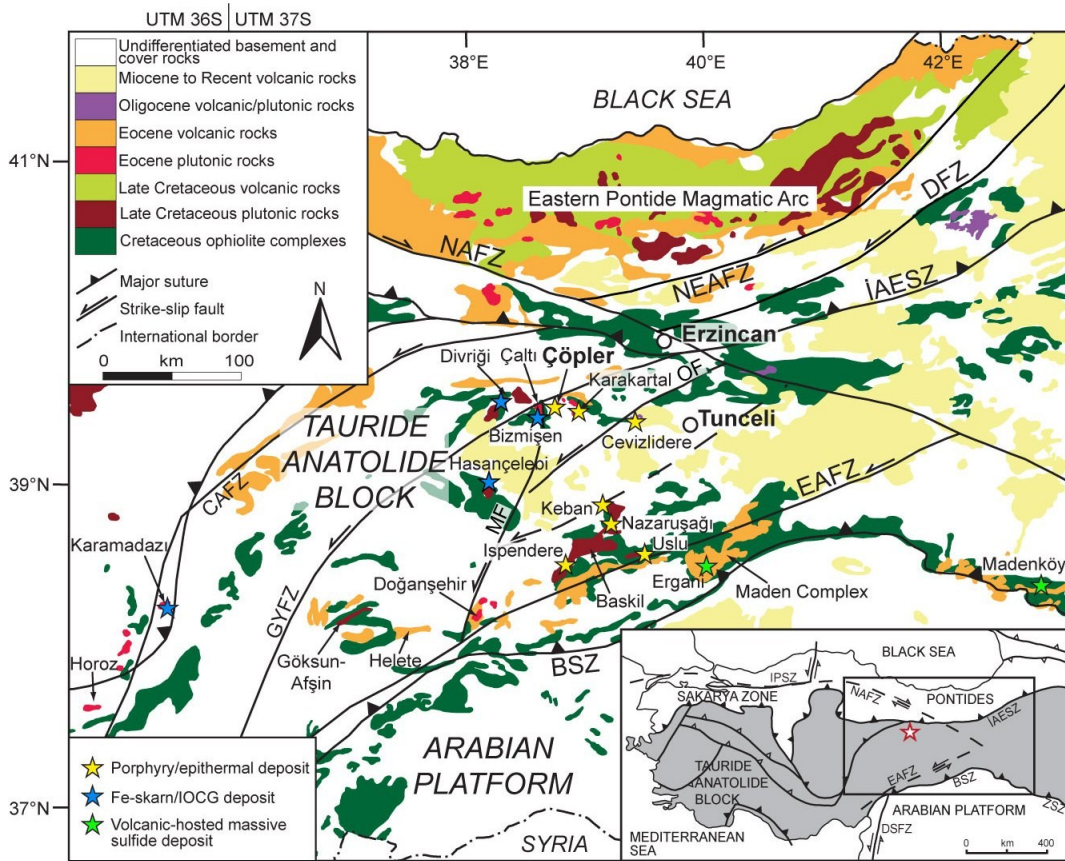 UTM 36S
UTM 37S
Undifferentiated basement and
cover rocks
Miocene to Recent volcanic rocks
Oligocene volcanic/plutonic rocks
Eocene volcanic rocks
Eocene plutonic rocks
Late Cretaceous volcanic rocks
Late Cretaceous plutonic rocks
Cretaceous ophiolite complexes
Major suture
Strike-slip fault
International border
0 km 100
N
38°E
40°E
42°E
41°N
39°N
37°N
BLACK SEA
Eastern Pontide Magmatic Arc
NAFZ
NEAFZ
DFZ
İAESZ
Erzincan
Divriği
Çaltı
Çöpler
Karakartal
OF
Bizmişen
Cevizlidere
Tunceli
TAURIDE
ANATOLIDE
BLOCK
Hasançelebi
CAFZ
MF
EAFZ
Keban
Nazaruşağı
Karamadazı
Ispendere
Uslu
Ergani
Madenköy
Maden Complex
Baskil
Doğanşehir
GYFZ
Göksun-
Afşin
Helete
BSZ
Horoz
ARABIAN
PLATFORM
SYRIA
Porphyry/epithermal deposit
Fe-skarn/IOCG deposit
Volcanic-hosted massive
sulfide deposit
BLACK SEA
IPSZ
SAKARYA ZONE
NAFZ
PONTIDES
IAESZ
TAURIDE
ANATOLIDE
BLOCK
EAFZ
BSZ
ZSZ
ARABIAN PLATFORM
MEDITERRANEAN
SEA
DSFZ
0 km 400